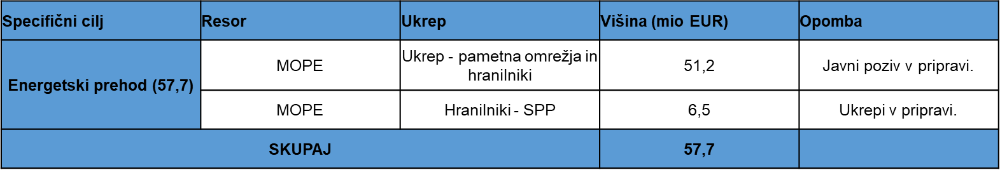 Specifični cilj
Resor
Ukrep
Višina (mio EUR)
Opomba
Energetski prehod (57,7)
MOPE
Ukrep - pametna omrežja in
hranilniki
51,2
Javni poziv v pripravi.
MOPE
Hranilniki - SPP
6,5
Ukrepi v pripravi.
SKUPAJ
57,7